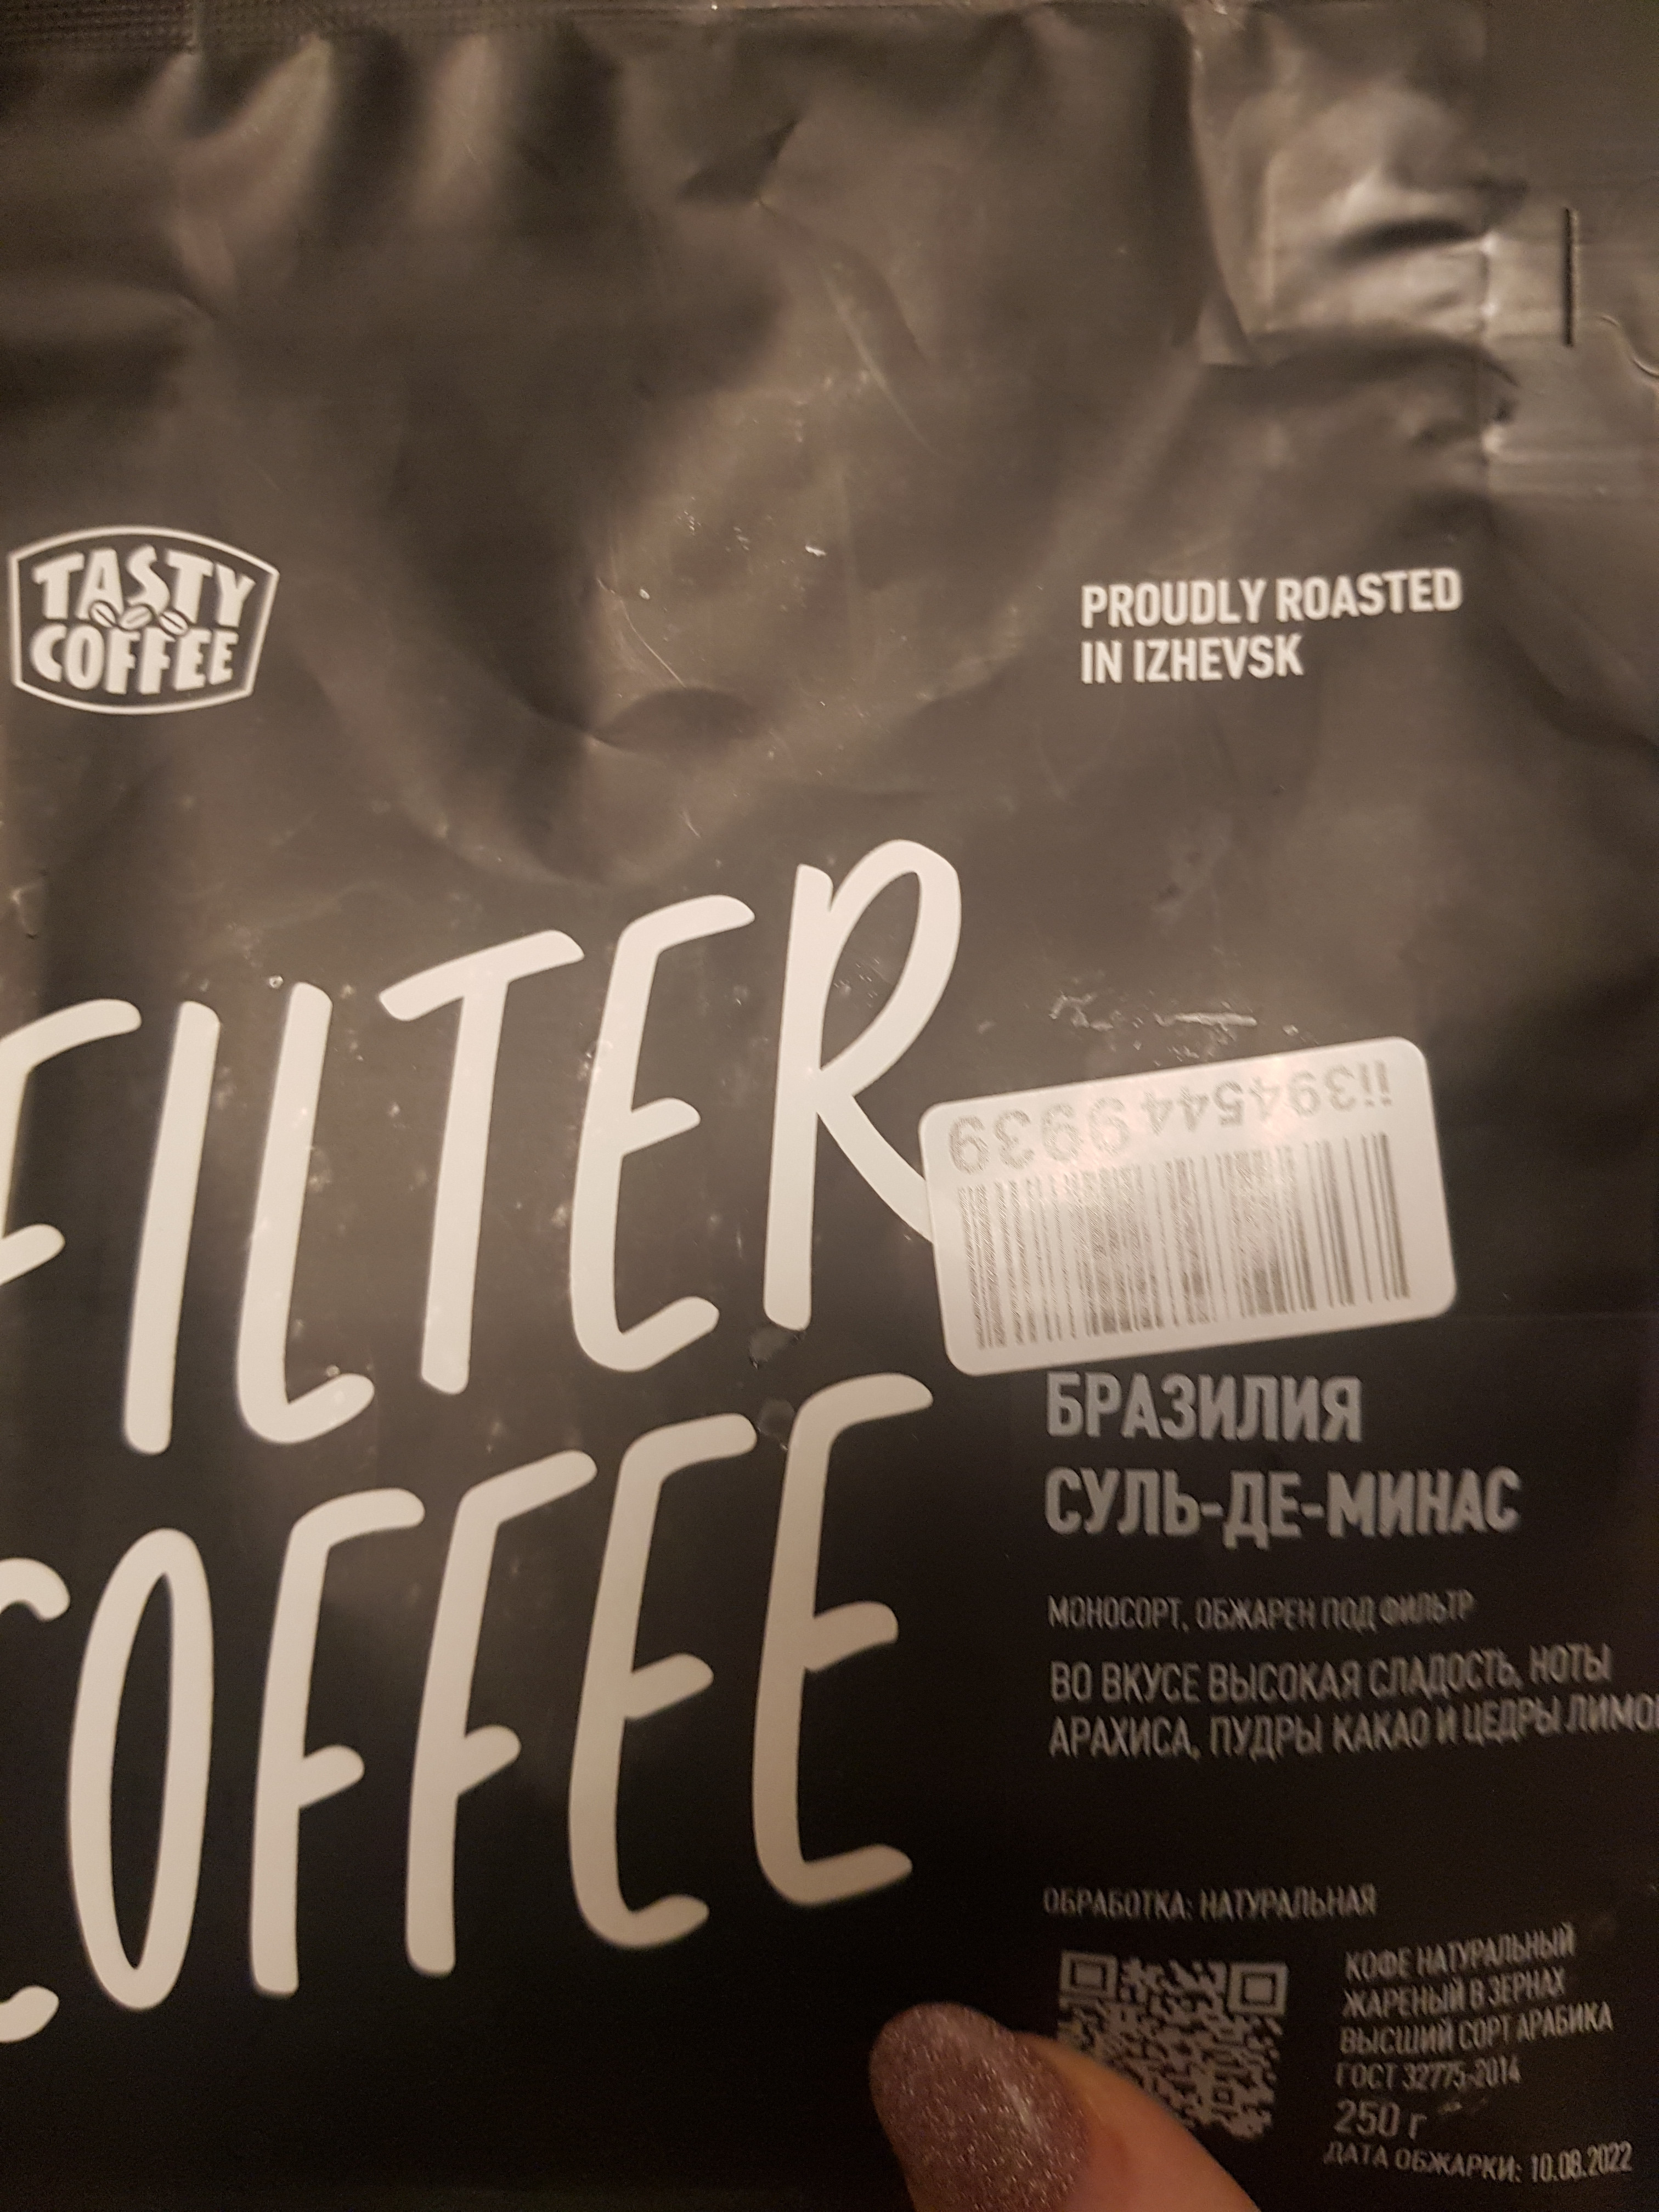 TASTY
COFFEE
PROUDLY ROASTED
IN IZHEVSK
FILTER
COFFEE
ii3945449939
БРАЗИЛИЯ
СУЛЬ-ДЕ-МИНАС
МОНОСОРТ, ОБЖАРЕН ПОД ФИЛЬТР
ВО ВКУСЕ ВЫСОКАЯ СЛАДОСТЬ, НОТЫ
АРАХИСА, ПУДРЫ КАКАО И ЦЕДРЫ ЛИМО
ОБРАБОТКА: НАТУРАЛЬНАЯ
КОФЕ НАТУРАЛЬНЫЙ
ЖАРЕНЫЙ В ЗЕРНАХ
ВЫСШИЙ СОРТ АРАБИКА
ГОСТ 32775-2014
250 г
ДАТА ОБЖАРКИ: 10.08.2022